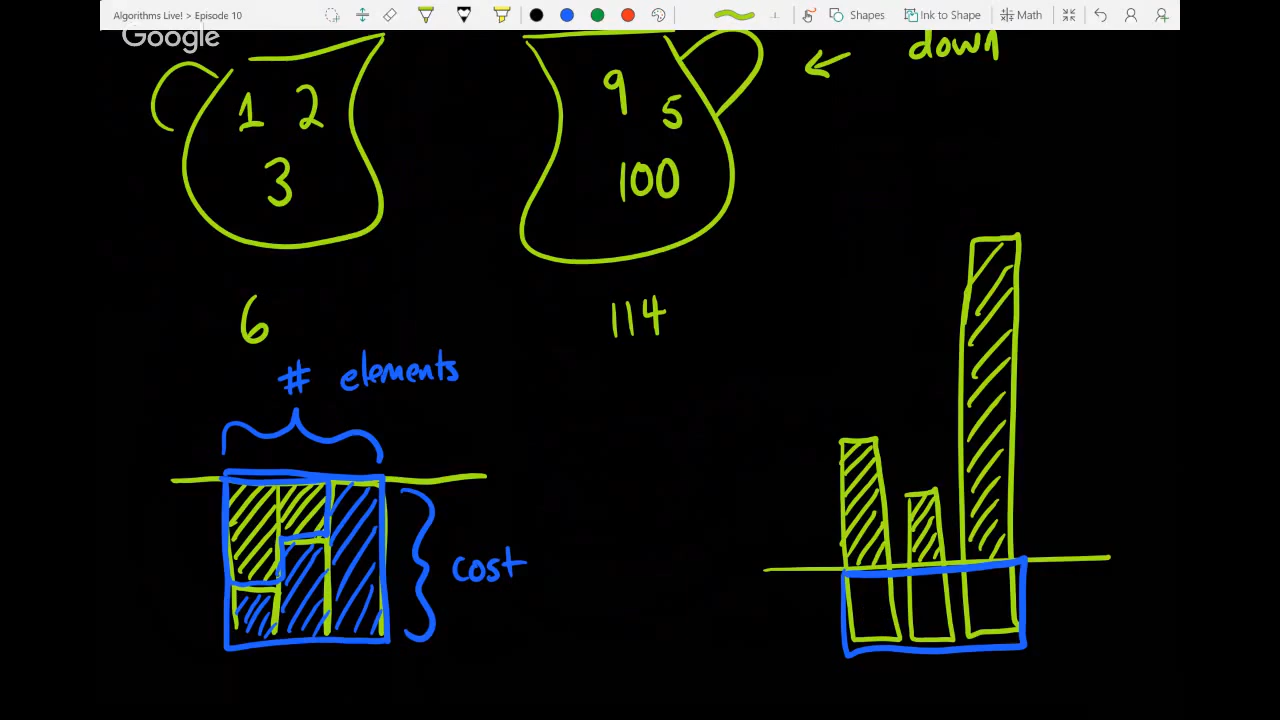 Algorithms Live! > Episode 10
Shapes
Ink to Shape
Math
Google
down
1 2
3
9
5
100
6
114
# elements
cost